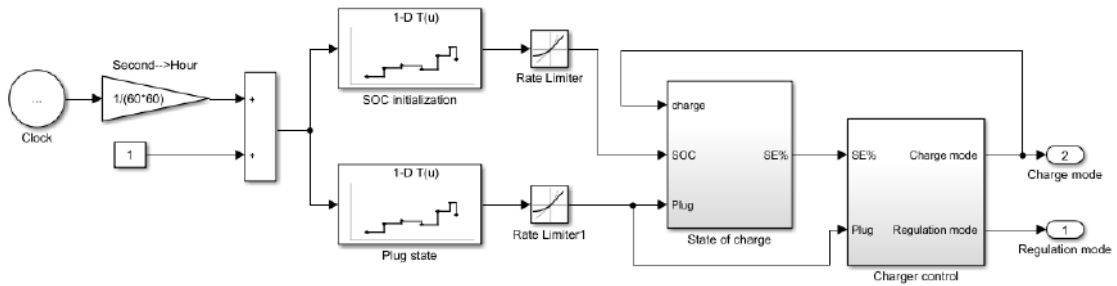 1-D T(u)
SOC initialization
Rate Limiter
Second-->Hour
...
1/(60*60)
Clock
+
1
+
1-D T(u)
Plug state
Rate Limiter1
charge
SOC
SE%
Plug
State of charge
SE%
Charge mode
Plug
Regulation mode
Charger control
2
Charge mode
1
Regulation mode